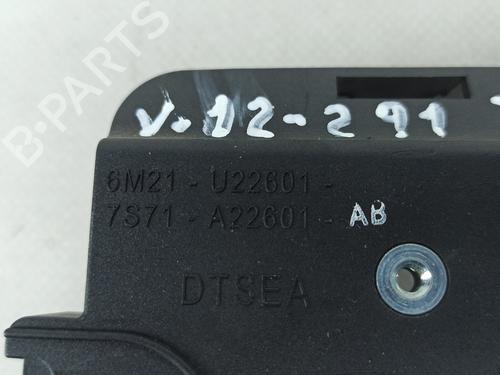 B-PARTS
V.12-291
6M21 - U22601 -
7S71 - A22601 - AB
DTSEA